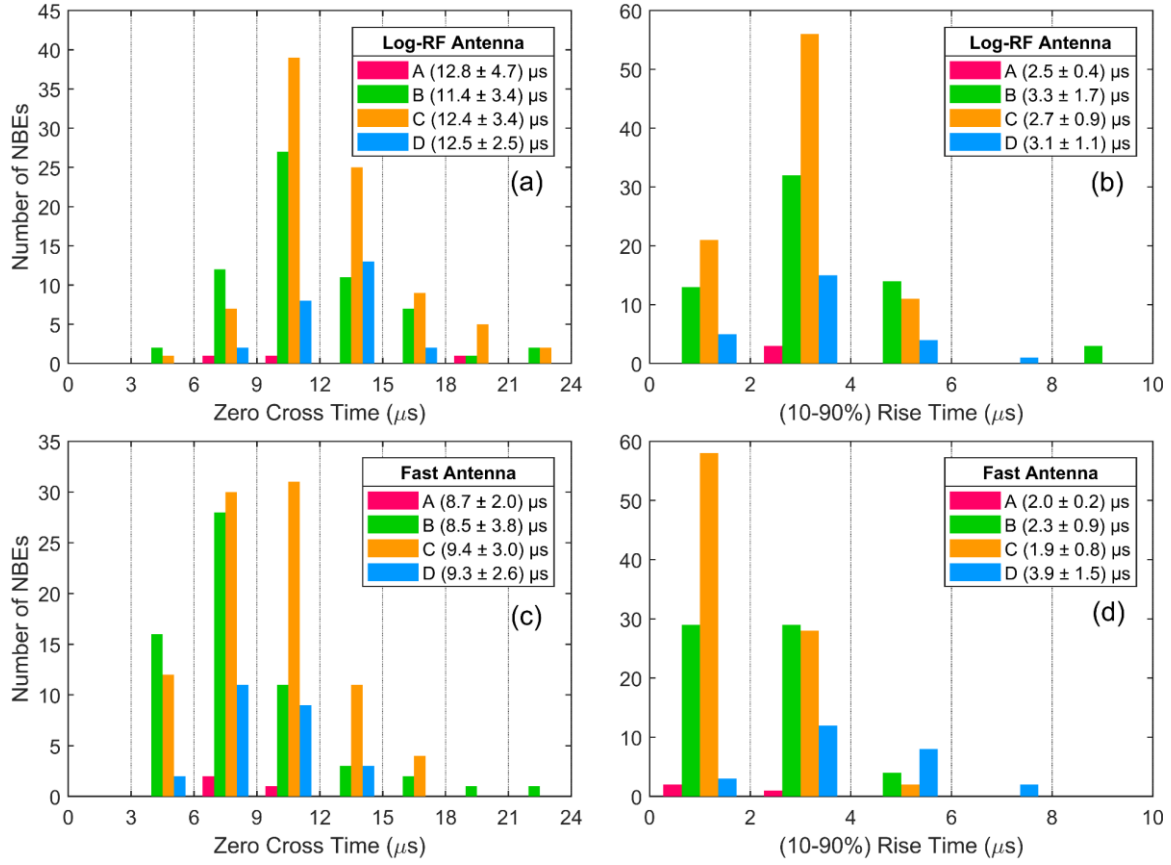 45
40
35
30
25
20
15
10
5
0
Number of NBEs
Log-RF Antenna
A (12.8 ± 4.7) µs
B (11.4 ± 3.4) µs
C (12.4 ± 3.4) µs
D (12.5 ± 2.5) µs
(a)
0 3 6 9 12 15 18 21 24
Zero Cross Time (µs)
60
50
40
30
20
10
0
Log-RF Antenna
A (2.5 ± 0.4) µs
B (3.3 ± 1.7) µs
C (2.7 ± 0.9) µs
D (3.1 ± 1.1) µs
(b)
0 2 4 6 8 10
(10-90%) Rise Time (µs)
35
30
25
20
15
10
5
0
Number of NBEs
Fast Antenna
A (8.7 ± 2.0) µs
B (8.5 ± 3.8) µs
C (9.4 ± 3.0) µs
D (9.3 ± 2.6) µs
(c)
0 3 6 9 12 15 18 21 24
Zero Cross Time (µs)
60
50
40
30
20
10
0
Fast Antenna
A (2.0 ± 0.2) µs
B (2.3 ± 0.9) µs
C (1.9 ± 0.8) µs
D (3.9 ± 1.5) µs
(d)
0 2 4 6 8 10
(10-90%) Rise Time (µs)